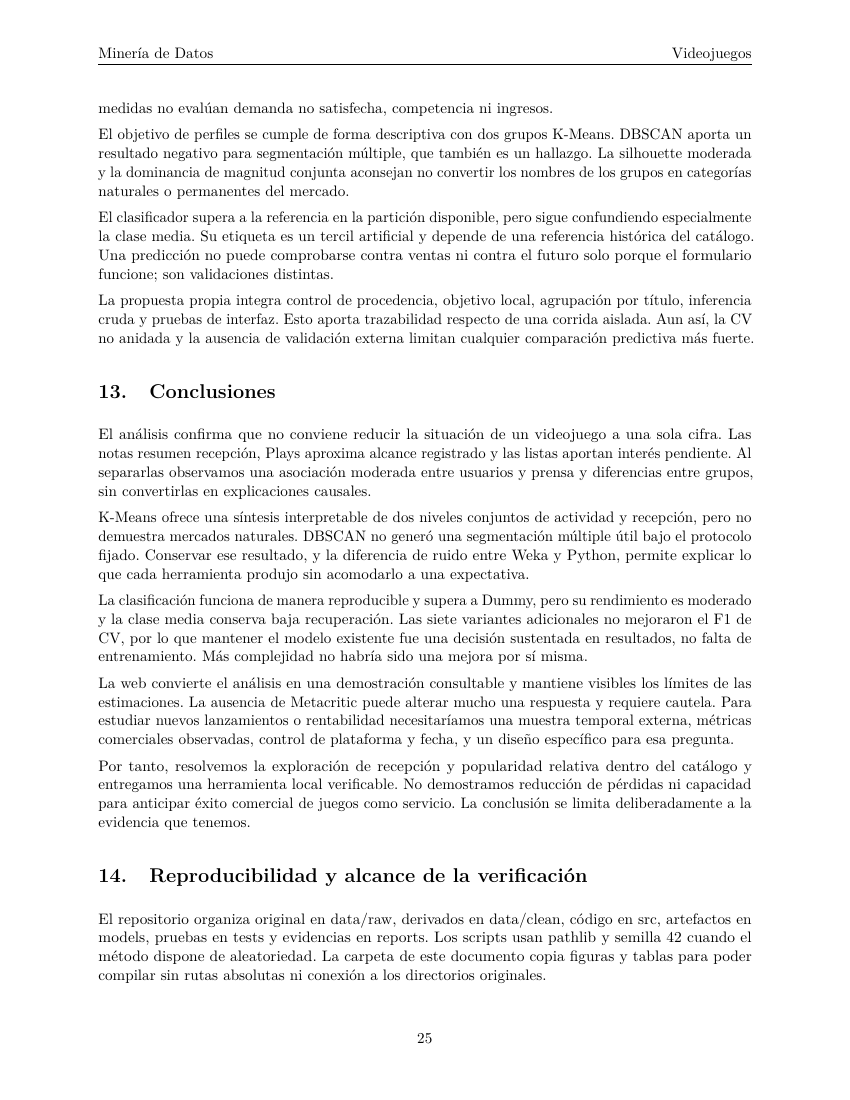 Minería de Datos Videojuegos
medidas no evalúan demanda no satisfecha, competencia ni ingresos.
El objetivo de perfiles se cumple de forma descriptiva con dos grupos K-Means. DBSCAN aporta un
resultado negativo para segmentación múltiple, que también es un hallazgo. La silhouette moderada
y la dominancia de magnitud conjunta aconsejan no convertir los nombres de los grupos en categorías
naturales o permanentes del mercado.
El clasificador supera a la referencia en la partición disponible, pero sigue confundiendo especialmente
la clase media. Su etiqueta es un tercil artificial y depende de una referencia histórica del catálogo.
Una predicción no puede comprobarse contra ventas ni contra el futuro solo porque el formulario
funcione; son validaciones distintas.
La propuesta propia integra control de procedencia, objetivo local, agrupación por título, inferencia
cruda y pruebas de interfaz. Esto aporta trazabilidad respecto de una corrida aislada. Aun así, la CV
no anidada y la ausencia de validación externa limitan cualquier comparación predictiva más fuerte.
13. Conclusiones
El análisis confirma que no conviene reducir la situación de un videojuego a una sola cifra. Las
notas resumen recepción, Plays aproxima alcance registrado y las listas aportan interés pendiente. Al
separarlas observamos una asociación moderada entre usuarios y prensa y diferencias entre grupos,
sin convertirlas en explicaciones causales.
K-Means ofrece una síntesis interpretable de dos niveles conjuntos de actividad y recepción, pero no
demuestra mercados naturales. DBSCAN no generó una segmentación múltiple útil bajo el protocolo
fijado. Conservar ese resultado, y la diferencia de ruido entre Weka y Python, permite explicar lo
que cada herramienta produjo sin acomodarlo a una expectativa.
La clasificación funciona de manera reproducible y supera a Dummy, pero su rendimiento es moderado
y la clase media conserva baja recuperación. Las siete variantes adicionales no mejoraron el F1 de
CV, por lo que mantener el modelo existente fue una decisión sustentada en resultados, no falta de
entrenamiento. Más complejidad no habría sido una mejora por sí misma.
La web convierte el análisis en una demostración consultable y mantiene visibles los límites de las
estimaciones. La ausencia de Metacritic puede alterar mucho una respuesta y requiere cautela. Para
estudiar nuevos lanzamientos o rentabilidad necesitaríamos una muestra temporal externa, métricas
comerciales observadas, control de plataforma y fecha, y un diseño específico para esa pregunta.
Por tanto, resolvemos la exploración de recepción y popularidad relativa dentro del catálogo y
entregamos una herramienta local verificable. No demostramos reducción de pérdidas ni capacidad
para anticipar éxito comercial de juegos como servicio. La conclusión se limita deliberadamente a la
evidencia que tenemos.
14. Reproducibilidad y alcance de la verificación
El repositorio organiza original en data/raw, derivados en data/clean, código en src, artefactos en
models, pruebas en tests y evidencias en reports. Los scripts usan pathlib y semilla 42 cuando el
método dispone de aleatoriedad. La carpeta de este documento copia figuras y tablas para poder
compilar sin rutas absolutas ni conexión a los directorios originales.
25